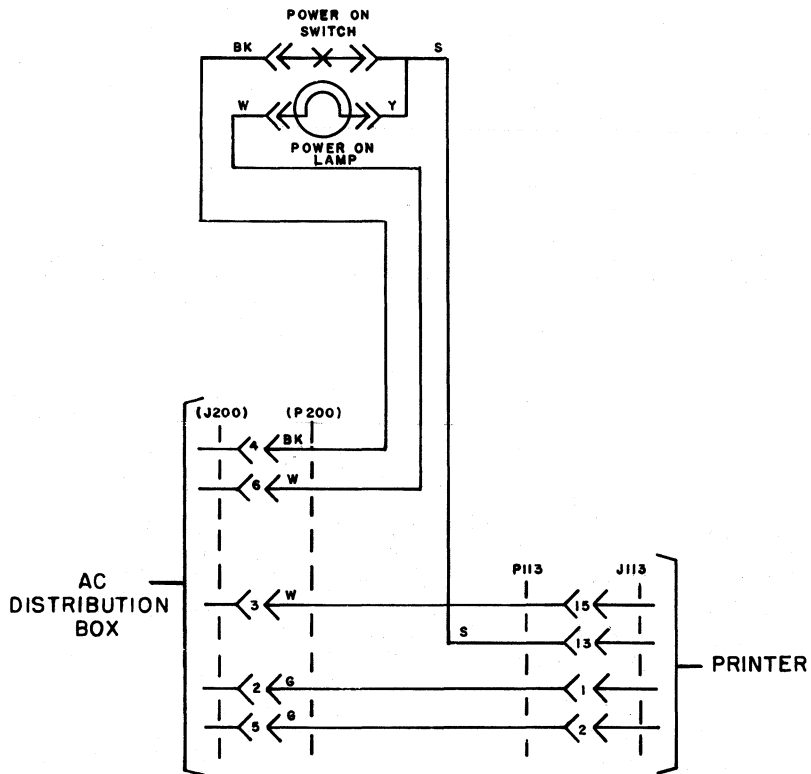 POWER ON
SWITCH
BK
S
W
Y
POWER ON
LAMP
(J200)
(P200)
4
BK
6
W
AC
DISTRIBUTION
BOX
P113
J113
3
W
15
S
13
PRINTER
2
G
1
5
G
2